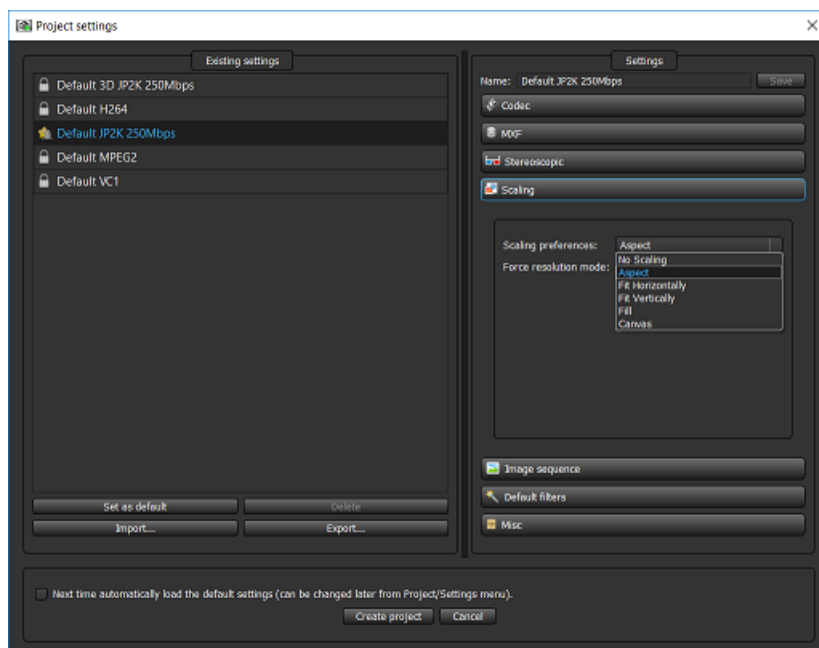 Project settings
Existing settings
Default 3D JP2K 250Mbps
Default H264
Default JP2K 250Mbps
Default MPEG2
Default VC1
Set as default
Delete
Import...
Export...
Settings
Name: Default JP2K 250Mbps
Save
Codec
MXF
Stereoscopic
Scaling
Scaling preferences: Aspect
Force resolution mode:
No Scaling
Aspect
Fit Horizontally
Fit Vertically
Fill
Canvas
Image sequence
Default filters
Misc
Next time automatically load the default settings (can be changed later from Project/Settings menu).
Create project
Cancel